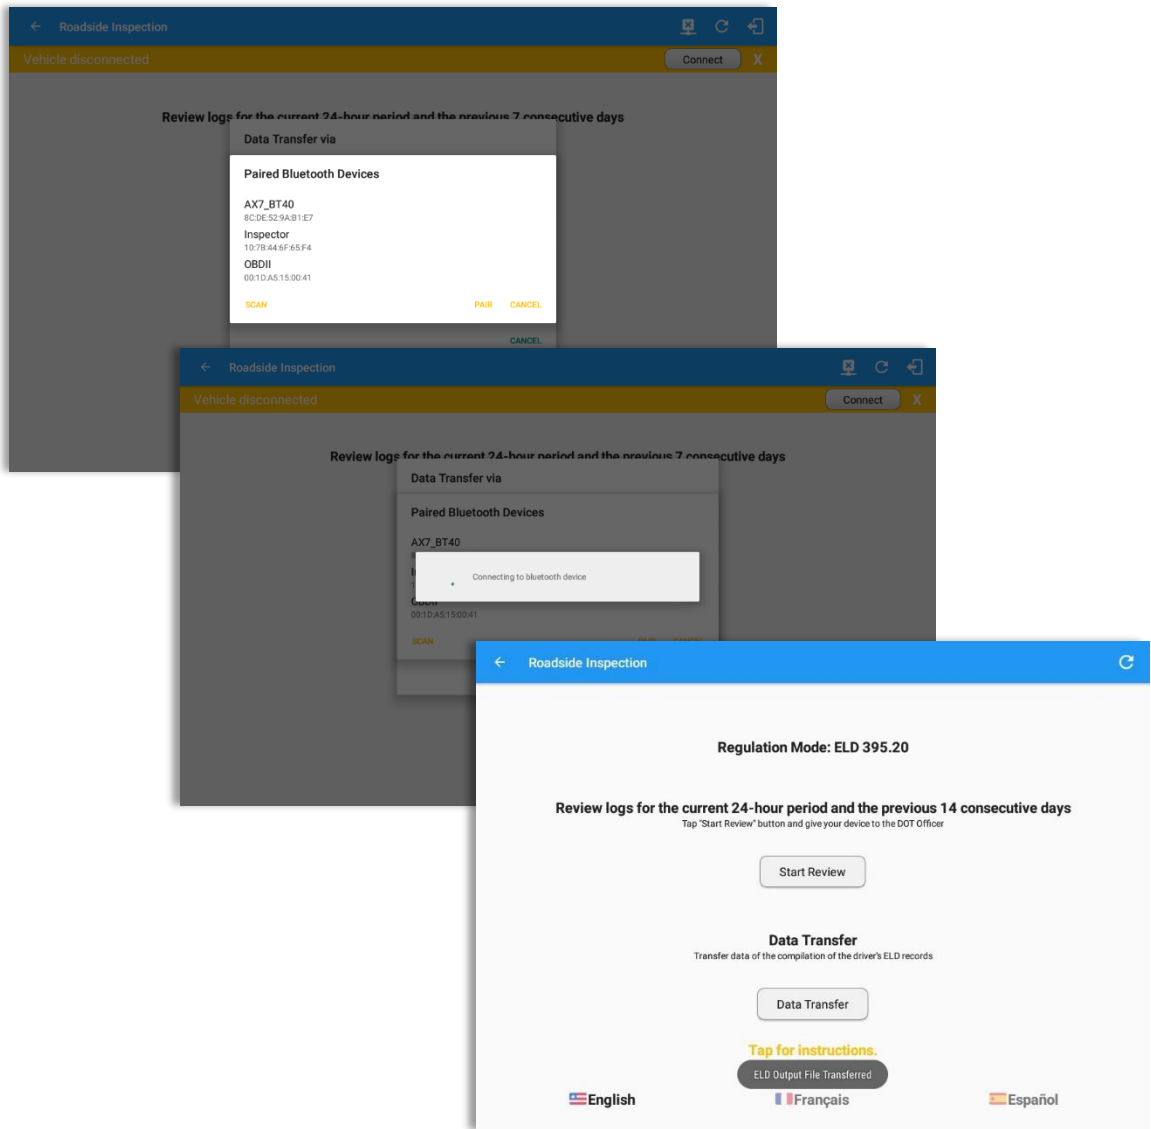 Roadside Inspection
Vehicle disconnected
Connect X
Review logs for the current 24-hour period and the previous 7 consecutive days
Data Transfer via
Paired Bluetooth Devices
AX7_BT40
8C:DE:52:9A:B1:E7
Inspector
10:7B:44:6F:65:F4
OBDII
00:1D:A5:15:00:41
SCAN PAIR CANCEL
CANCEL
Roadside Inspection
Vehicle disconnected
Connect X
Review logs for the current 24-hour period and the previous 7 consecutive days
Data Transfer via
Paired Bluetooth Devices
AX7_BT40
Connecting to bluetooth device
OBDII
00:1D:A5:15:00:41
SCAN PAIR CANCEL
Roadside Inspection
Regulation Mode: ELD 395.20
Review logs for the current 24-hour period and the previous 14 consecutive days
Tap "Start Review" button and give your device to the DOT Officer
Start Review
Data Transfer
Transfer data of the compilation of the driver's ELD records
Data Transfer
Tap for instructions.
ELD Output File Transferred
English Français Español